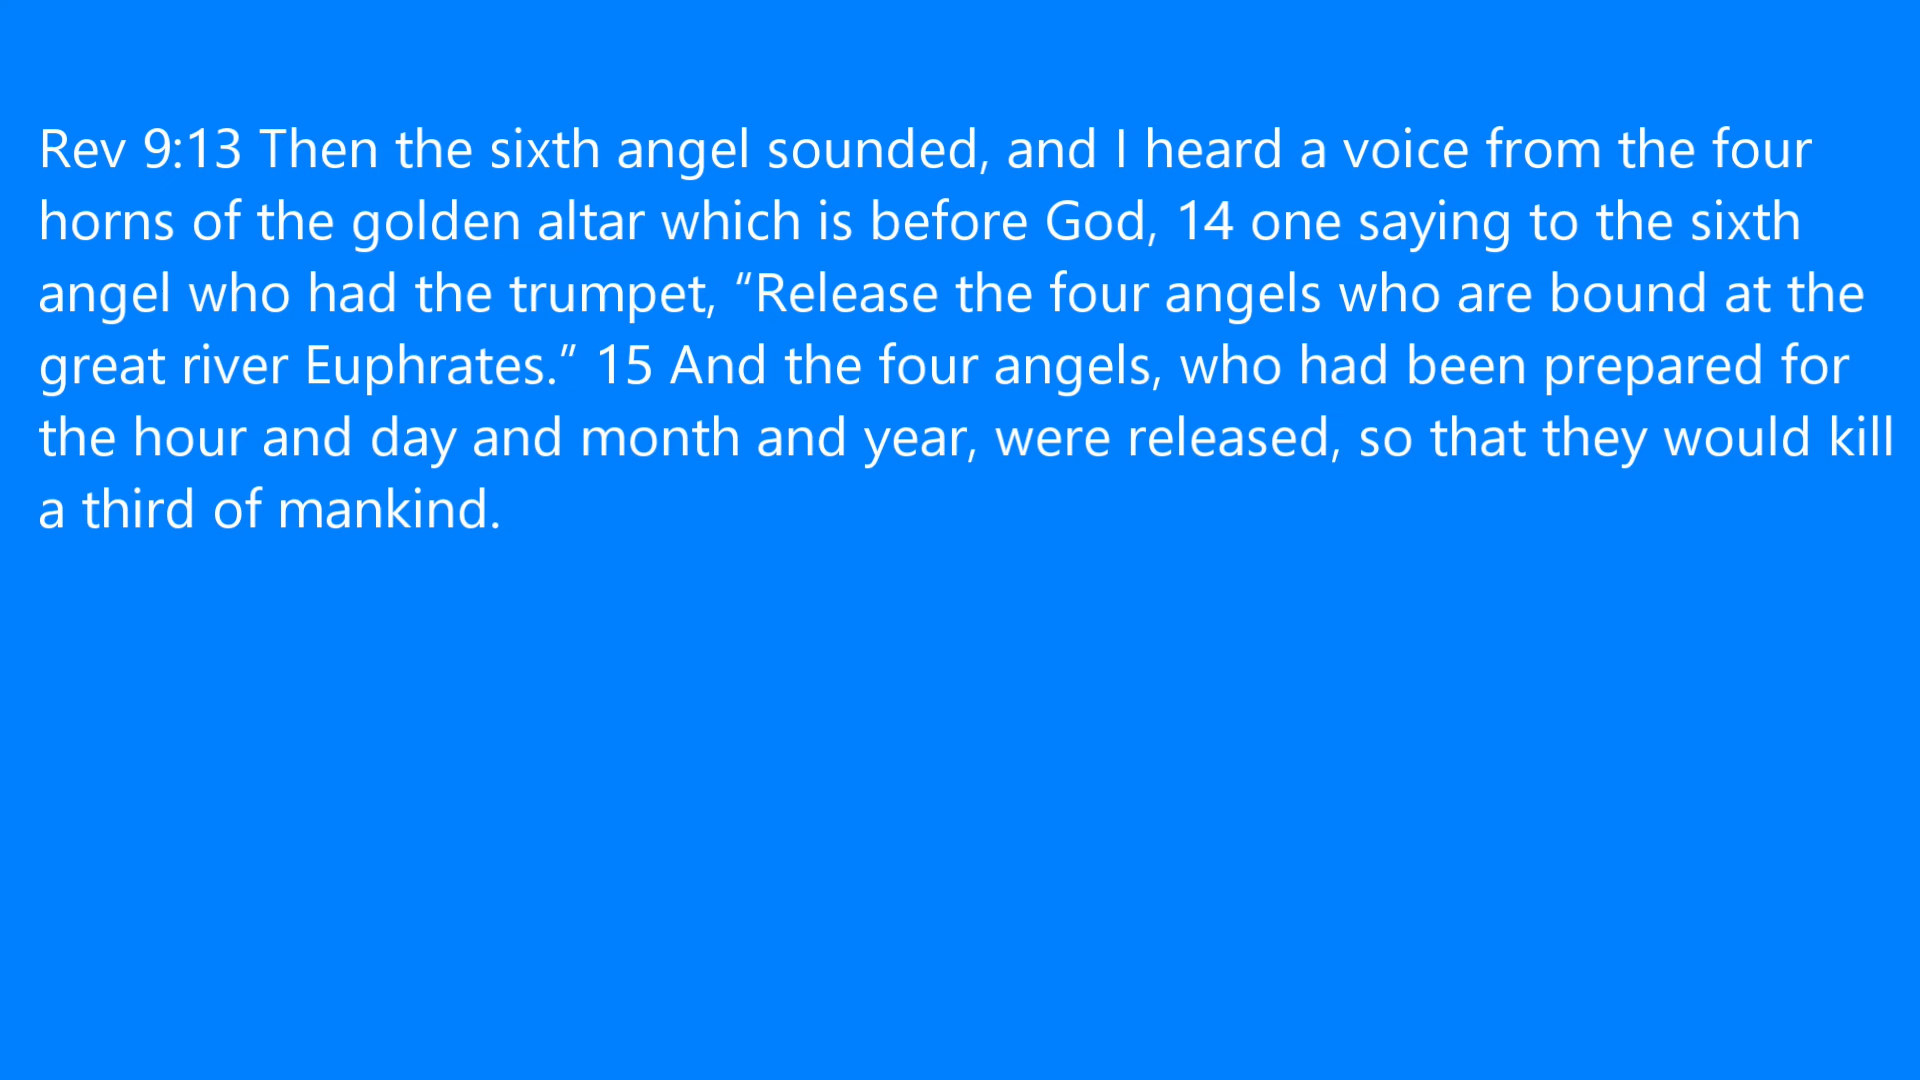 Rev 9:13 Then the sixth angel sounded, and I heard a voice from the four
horns of the golden altar which is before God, 14 one saying to the sixth
angel who had the trumpet, “Release the four angels who are bound at the
great river Euphrates.” 15 And the four angels, who had been prepared for
the hour and day and month and year, were released, so that they would kill
a third of mankind.